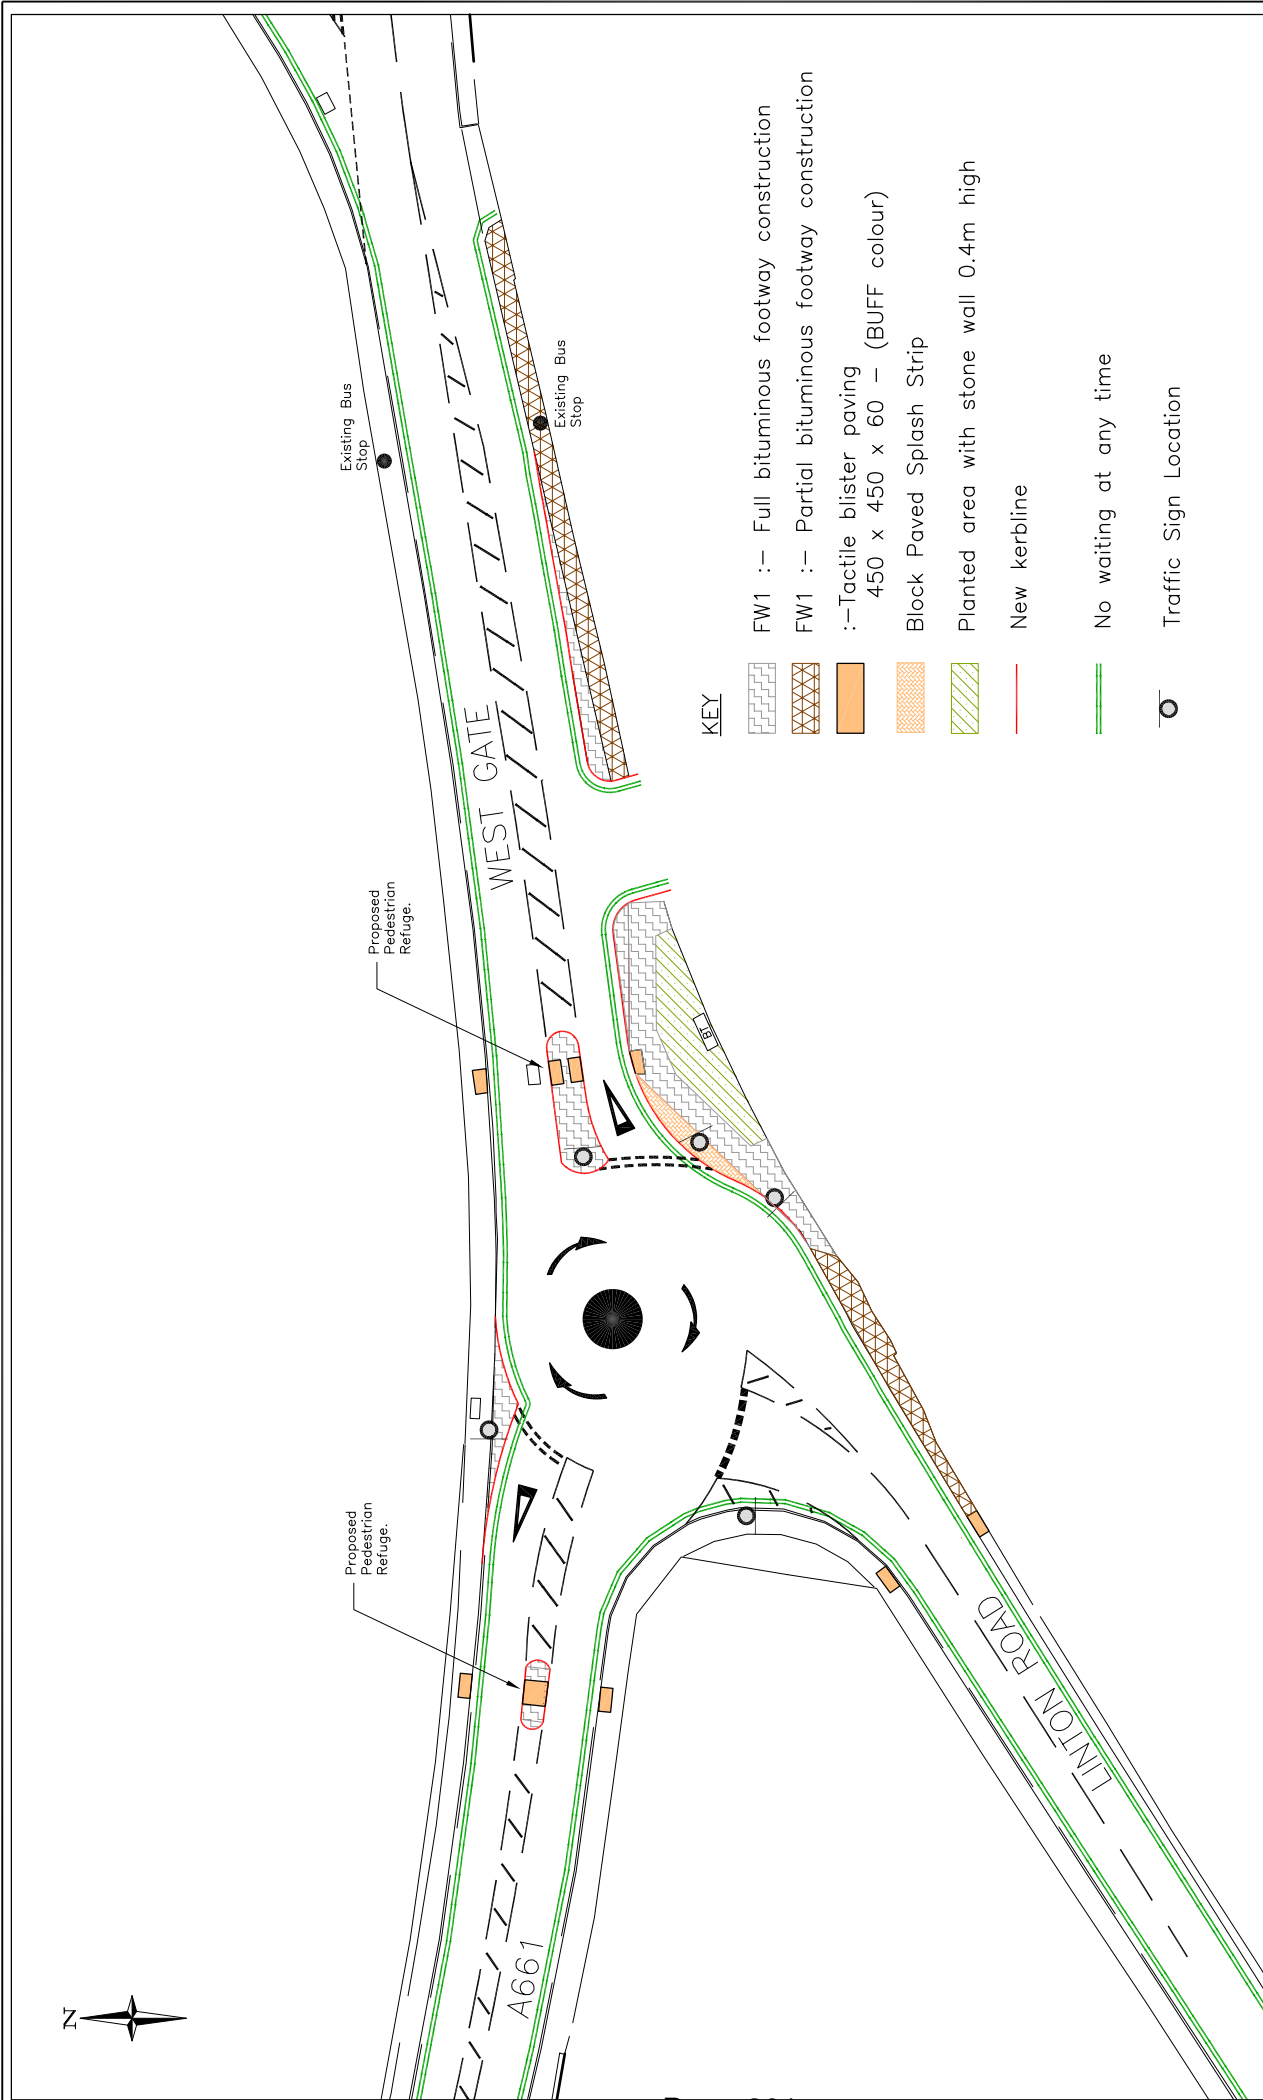 N
Existing Bus
Stop
Existing Bus
Stop
WEST GATE
Proposed
Pedestrian
Refuge.
BT
Proposed
Pedestrian
Refuge.
A661
LINTON ROAD
KEY
FW1 :- Full bituminous footway construction
FW1 :- Partial bituminous footway construction
:-Tactile blister paving
450 x 450 x 60 - (BUFF colour)
Block Paved Splash Strip
Planted area with stone wall 0.4m high
New kerbline
No waiting at any time
Traffic Sign Location